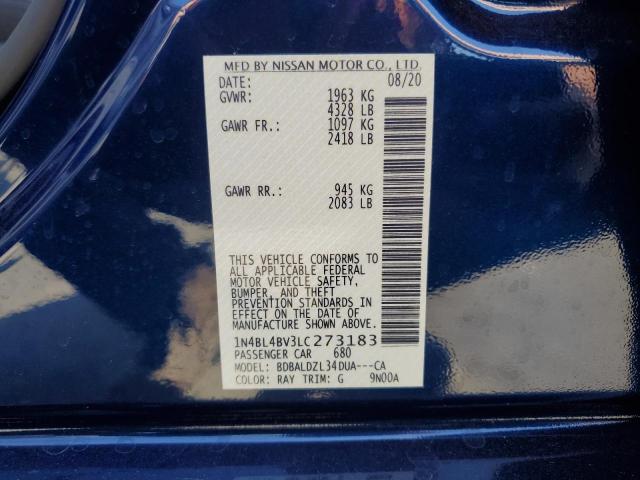 MFD BY NISSAN MOTOR CO., LTD.
DATE: 08/20
GVWR: 1963 KG
4328 LB
GAWR FR.: 1097 KG
2418 LB
GAWR RR.: 945 KG
2083 LB
THIS VEHICLE CONFORMS TO
ALL APPLICABLE FEDERAL
MOTOR VEHICLE SAFETY,
BUMPER, AND THEFT
PREVENTION STANDARDS IN
EFFECT ON THE DATE OF
MANUFACTURE SHOWN ABOVE.
1N4BL4BV3LC273183
PASSENGER CAR 680
MODEL: BDBALDZL34DUA---CA
COLOR: RAY TRIM: G 9N00A